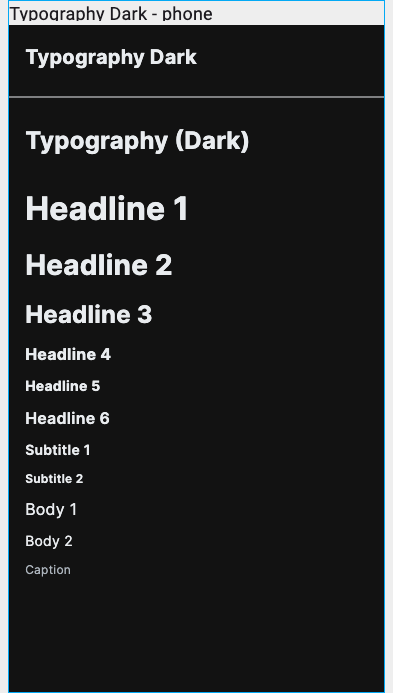 Typography Dark - phone
Typography Dark
Typography (Dark)
Headline 1
Headline 2
Headline 3
Headline 4
Headline 5
Headline 6
Subtitle 1
Subtitle 2
Body 1
Body 2
Caption